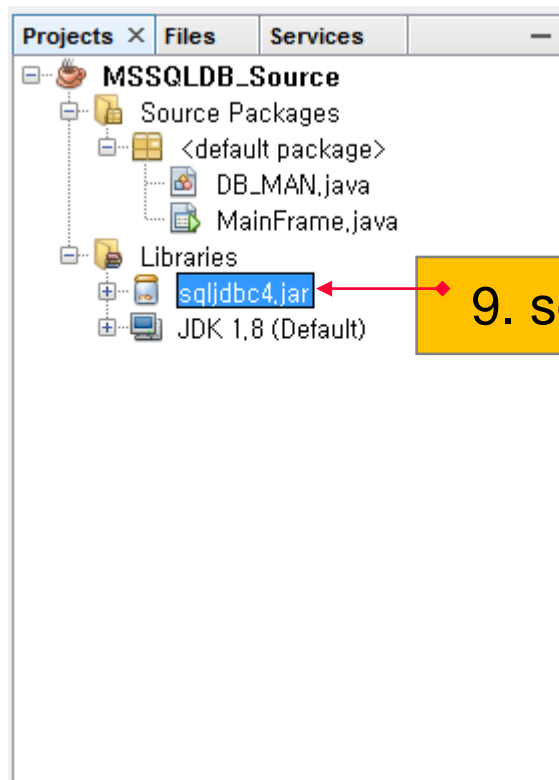 Projects × Files Services
MSSQLDB_Source
Source Packages
<default package>
DB_MAN.java
MainFrame.java
Libraries
sqljdbc4.jar
9. s
JDK 1.8 (Default)